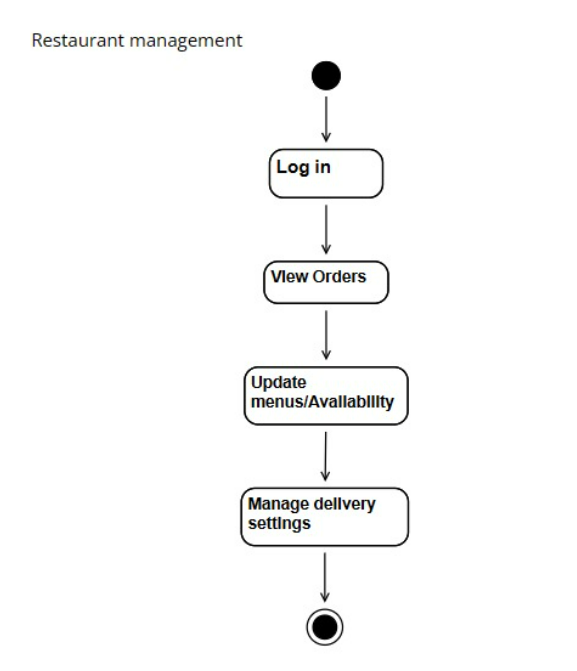 Restaurant management
Log in
View Orders
Update
menus/Availability
Manage delivery
settings